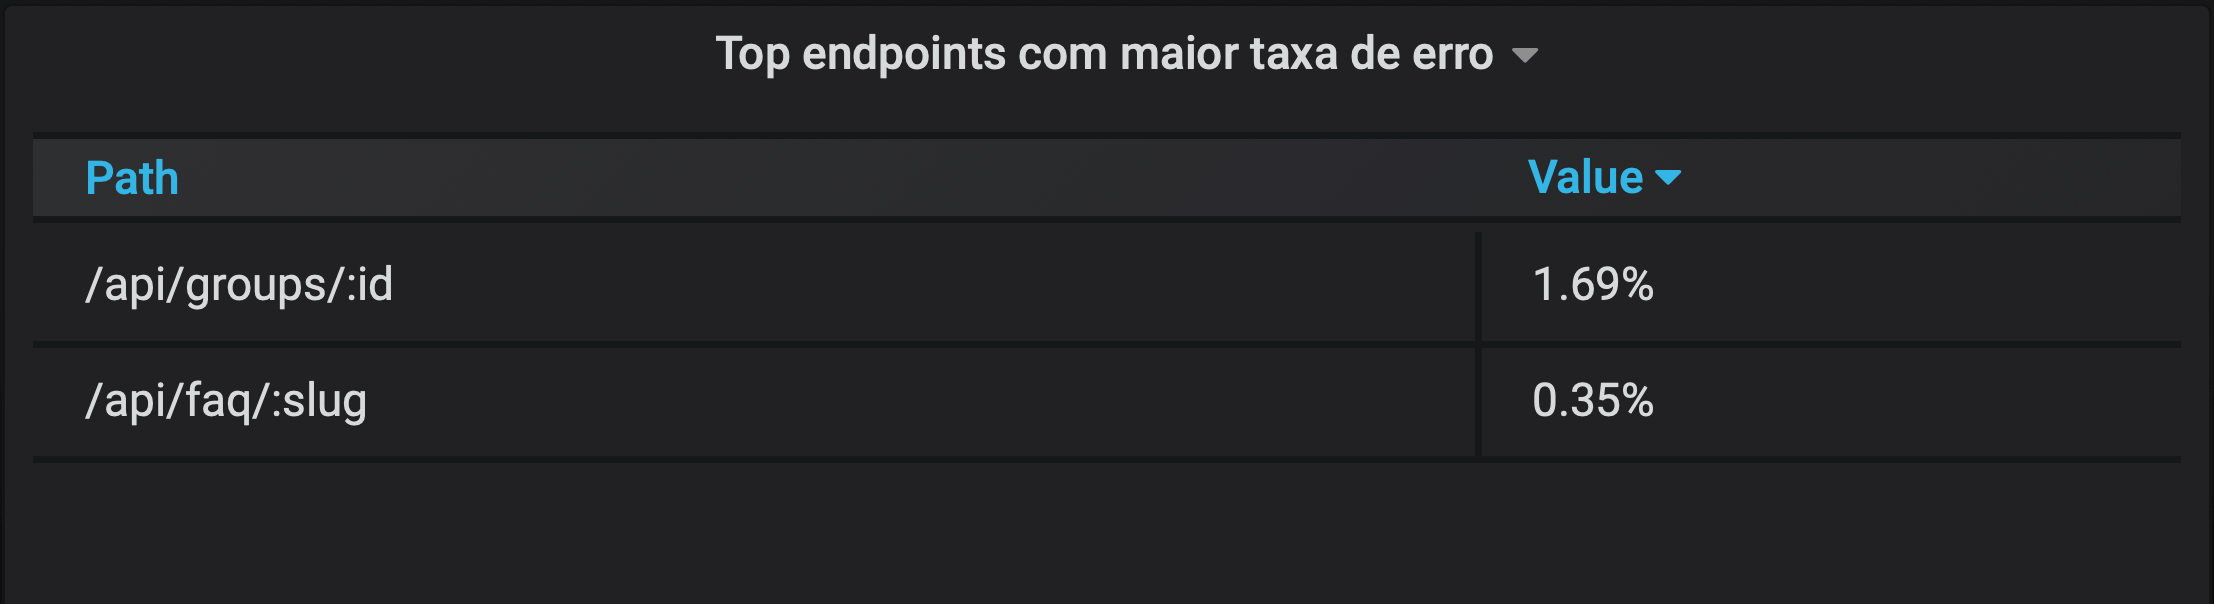 Top endpoints com maior taxa de erro
Path Value
/api/groups/:id 1.69%
/api/faq/:slug 0.35%